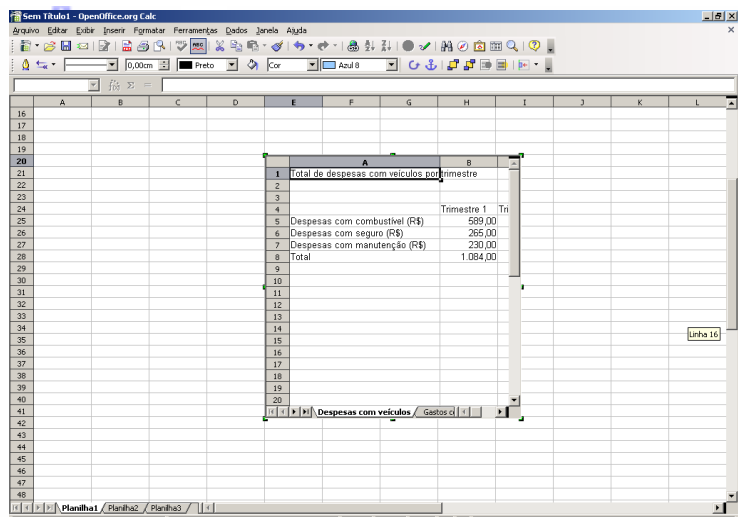 Sem Título1 - OpenOffice.org Calc
Arquivo Editar Exibir Inserir Formatar Ferramentas Dados Janela Ajuda
0,00cm Preto Cor Azul 8
A B C D E F G H I J K L
16
17
18
19
20 A B
21 1 Total de despesas com veículos por trimestre
22 2
23 3
24 4 Trimestre 1 Tri
25 5 Despesas com combustível (R$) 589,00
26 6 Despesas com seguro (R$) 265,00
27 7 Despesas com manutenção (R$) 230,00
28 8 Total 1.084,00
29 9
30 10
31 11
32 12
33 13
34 14
Linha 16
35 15
36 16
37 17
38 18
39 19
40 20
41 Despesas com veículos Gastos c
42
43
44
45
46
47
48
Planilha1 Planilha2 Planilha3